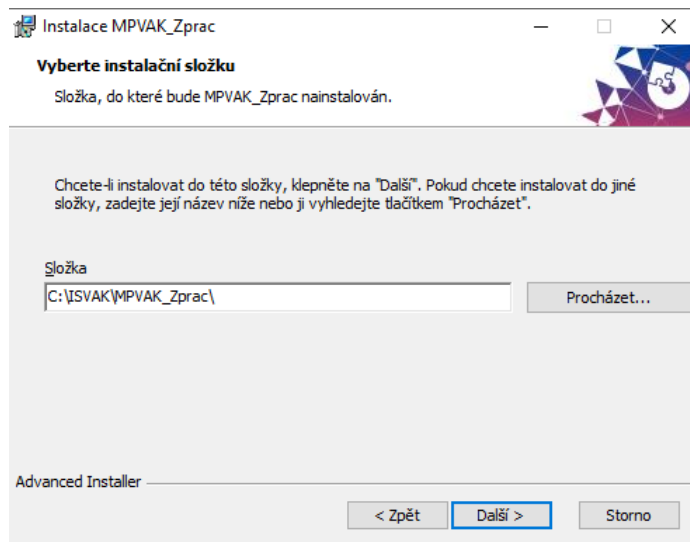 Instalace MPVAK_Zprac
Vyberte instalační složku
Složka, do které bude MPVAK_Zprac nainstalován.
Chcete-li instalovat do této složky, klepněte na "Další". Pokud chcete instalovat do jiné
složky, zadejte její název níže nebo ji vyhledejte tlačítkem "Procházet".
Složka
C:\ISVAK\MPVAK_Zprac\
Procházet...
Advanced Installer
< Zpět
Další >
Storno